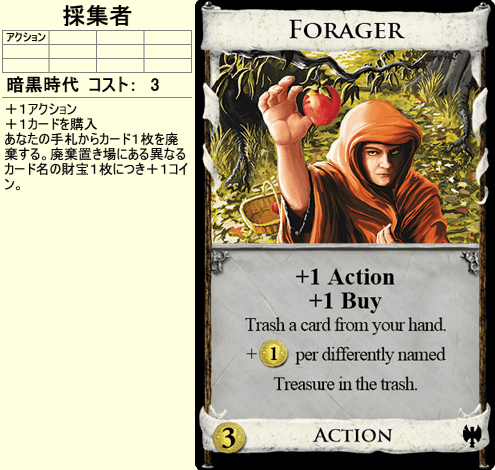 採集者
アクション
暗黒時代 コスト： 3
＋１アクション
＋１カードを購入
あなたの手札からカード１枚を廃
棄する。廃棄置き場にある異なる
カード名の財宝１枚につき＋１コイ
ン。
FORAGER
+1 Action
+1 Buy
Trash a card from your hand.
+ 1 per differently named
Treasure in the trash.
3 ACTION